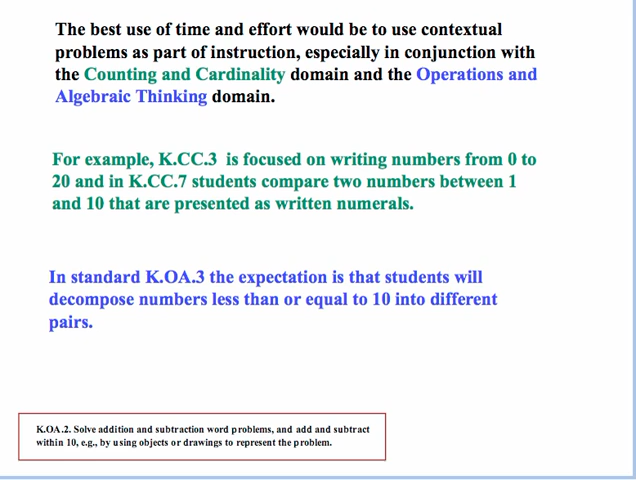 The best use of time and effort would be to use contextual
problems as part of instruction, especially in conjunction with
the Counting and Cardinality domain and the Operations and
Algebraic Thinking domain.
For example, K.CC.3 is focused on writing numbers from 0 to
20 and in K.CC.7 students compare two numbers between 1
and 10 that are presented as written numerals.
In standard K.OA.3 the expectation is that students will
decompose numbers less than or equal to 10 into different
pairs.
K.OA.2. Solve addition and subtraction word problems, and add and subtract
within 10, e.g., by using objects or drawings to represent the problem.